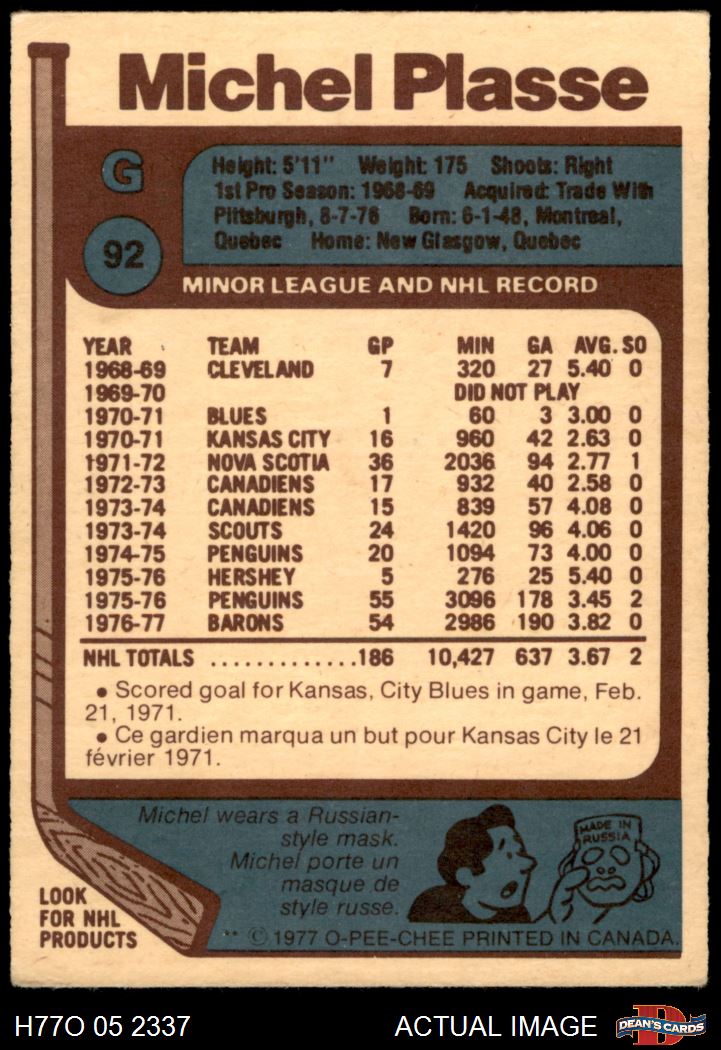 Michel Plasse
G
92
Height: 5'11" Weight: 175 Shoots: Right
1st Pro Season: 1968-69 Acquired: Trade With
Pittsburgh, 8-7-76 Born: 6-1-48, Montreal,
Quebec Home: New Glasgow, Quebec
MINOR LEAGUE AND NHL RECORD
YEAR TEAM GP MIN GA AVG. SO
1968-69 CLEVELAND 7 320 27 5.40 0
1969-70 DID NOT PLAY
1970-71 BLUES 1 60 3 3.00 0
1970-71 KANSAS CITY 16 960 42 2.63 0
1971-72 NOVA SCOTIA 36 2036 94 2.77 1
1972-73 CANADIENS 17 932 40 2.58 0
1973-74 CANADIENS 15 839 57 4.08 0
1973-74 SCOUTS 24 1420 96 4.06 0
1974-75 PENGUINS 20 1094 73 4.00 0
1975-76 HERSHEY 5 276 25 5.40 0
1975-76 PENGUINS 55 3096 178 3.45 2
1976-77 BARONS 54 2986 190 3.82 0
NHL TOTALS .............186 10,427 637 3.67 2
• Scored goal for Kansas, City Blues in game, Feb.
21, 1971.
• Ce gardien marqua un but pour Kansas City le 21
février 1971.
Michel wears a Russian-
style mask.
Michel porte un
masque de
style russe.
MADE IN
RUSSIA
LOOK
FOR NHL
PRODUCTS
** © 1977 O-PEE-CHEE PRINTED IN CANADA.
H77O 05 2337 ACTUAL IMAGE
D
DEAN'S CARDS